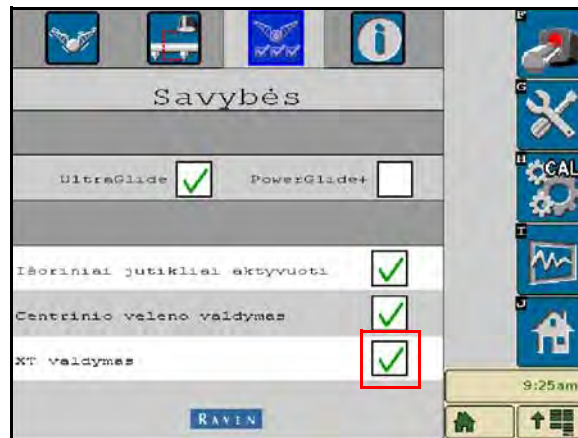 Savybės
UltraGlide
PowerGlide+
Išoriniai jutikliai aktyvuoti
Centrinio veleno valdymas
XT valdymas
RAVEN
F
G
H
CAL
I
J
9:25am